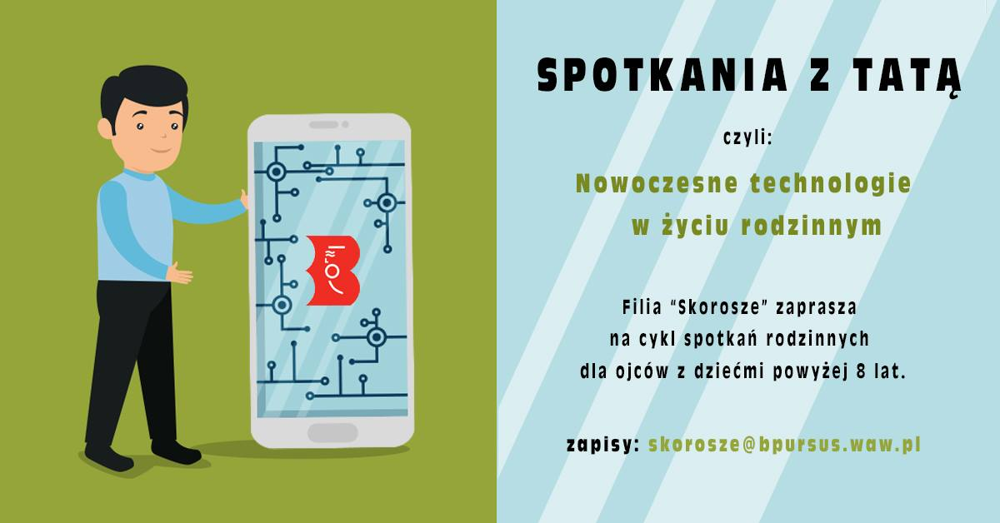 SPOTKANIA Z TATĄ
czyli:
Nowoczesne technologie
w życiu rodzinnym
Filia “Skorosze” zaprasza
na cykl spotkań rodzinnych
dla ojców z dziećmi powyżej 8 lat.
zapisy: skorosze@bpursus.waw.pl